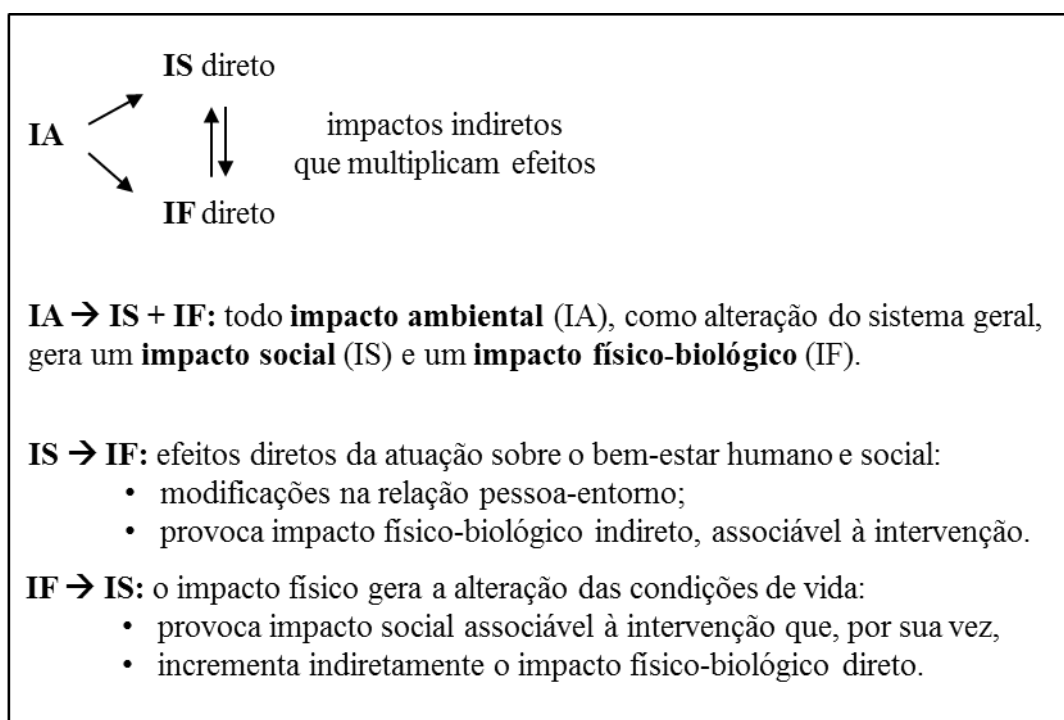 IS direto
IA
impactos indiretos
que multiplicam efeitos
IF direto
IA → IS + IF: todo impacto ambiental (IA), como alteração do sistema geral,
gera um impacto social (IS) e um impacto físico-biológico (IF).
IS → IF: efeitos diretos da atuação sobre o bem-estar humano e social:
• modificações na relação pessoa-entorno;
• provoca impacto físico-biológico indireto, associável à intervenção.
IF → IS: o impacto físico gera a alteração das condições de vida:
• provoca impacto social associável à intervenção que, por sua vez,
• incrementa indiretamente o impacto físico-biológico direto.